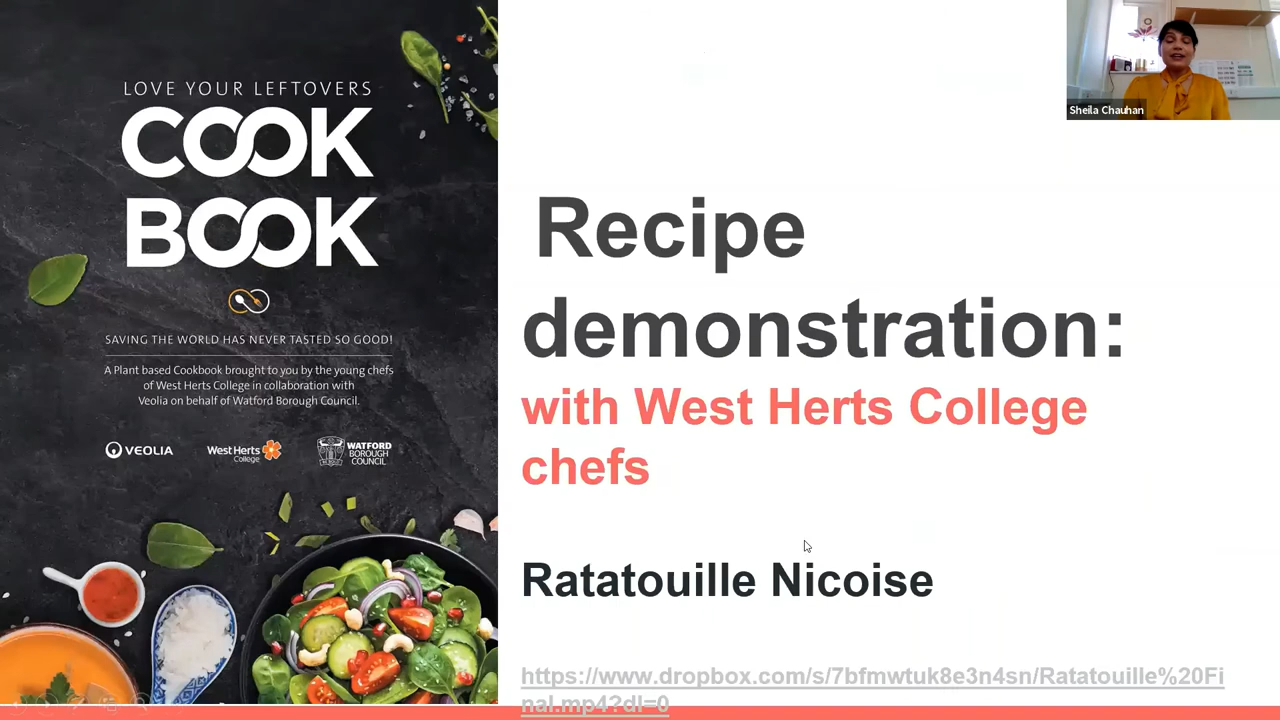 LOVE YOUR LEFTOVERS
COOK
BOOK
SAVING THE WORLD HAS NEVER TASTED SO GOOD!
A Plant based Cookbook brought to you by the young chefs
of West Herts College in collaboration with
Veolia on behalf of Watford Borough Council.
VEOLIA
West Herts
College
WATFORD
BOROUGH
COUNCIL
Sheila Chauhan
Recipe
demonstration:
with West Herts College
chefs
Ratatouille Nicoise
https://www.dropbox.com/s/7bfmwtuk8e3n4sn/Ratatouille%20Fi
nal.mp4?dl=0